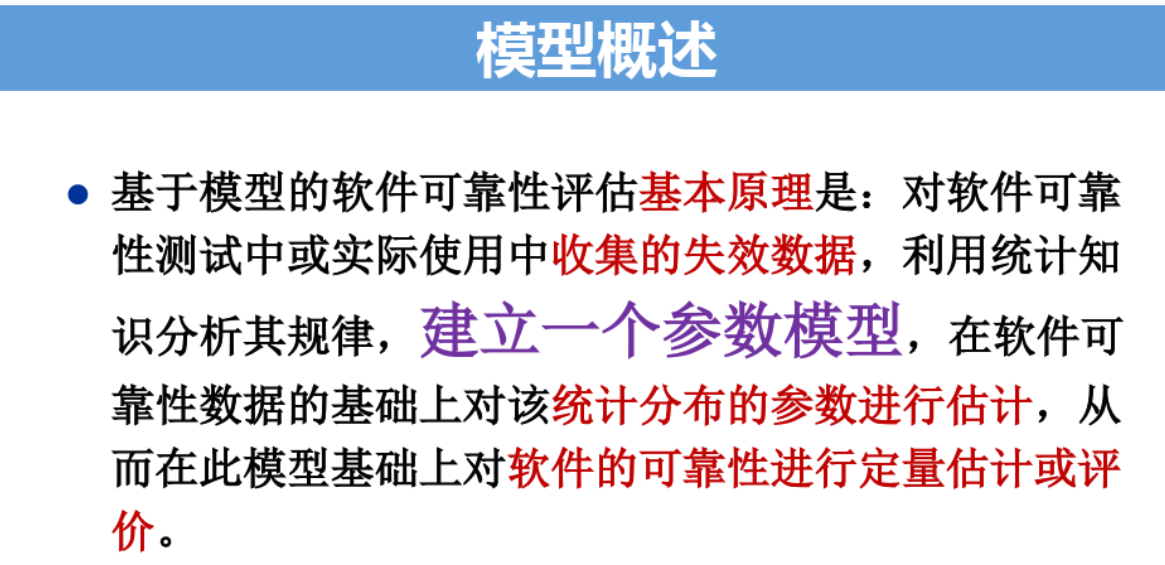 模型概述
● 基于模型的软件可靠性评估基本原理是：对软件可靠
性测试中或实际使用中收集的失效数据，利用统计知
识分析其规律，建立一个参数模型，在软件可
靠性数据的基础上对该统计分布的参数进行估计，从
而在此模型基础上对软件的可靠性进行定量估计或评
价。